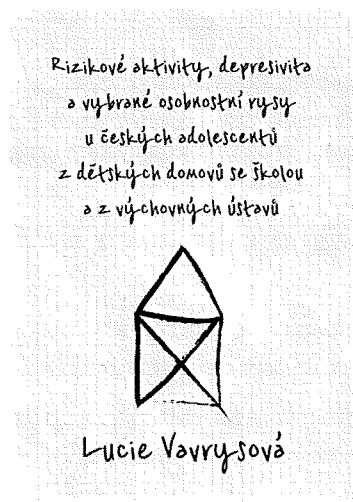 Rizikové aktivity, depresivita
a vybrané osobnostní rysy
u českých adolescentů
z dětských domovů se školou
a z výchovných ústavů
Lucie Vavrysová